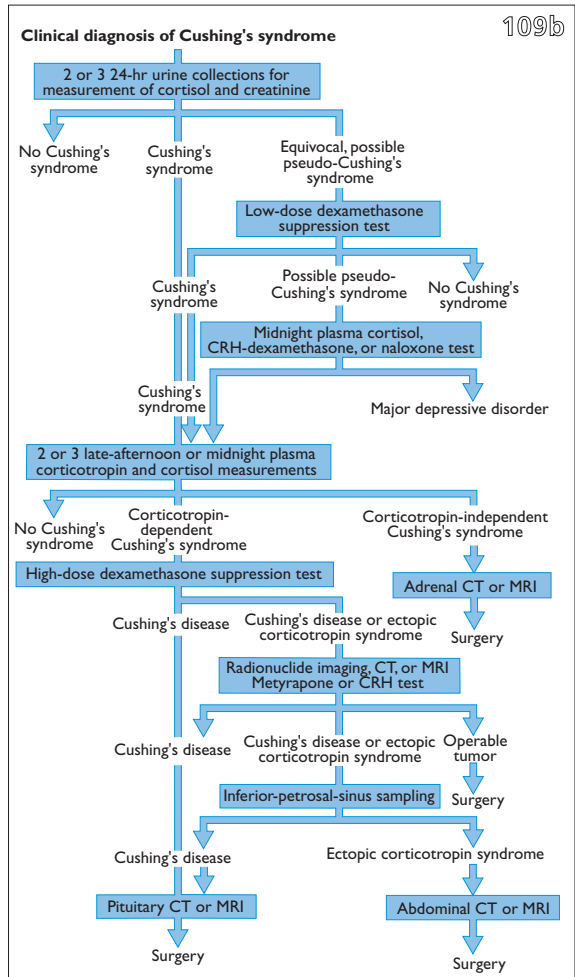 109b
Clinical diagnosis of Cushing's syndrome
2 or 3 24-hr urine collections for
measurement of cortisol and creatinine
No Cushing's
syndrome
Cushing's
syndrome
Equivocal, possible
pseudo-Cushing's
syndrome
Low-dose dexamethasone
suppression test
Cushing's
syndrome
Possible pseudo-
Cushing's syndrome
No Cushing's
syndrome
Midnight plasma cortisol,
CRH-dexamethasone, or naloxone test
Cushing's
syndrome
Major depressive disorder
2 or 3 late-afternoon or midnight plasma
corticotropin and cortisol measurements
No Cushing's
syndrome
Corticotropin-
dependent
Cushing's syndrome
Corticotropin-independent
Cushing's syndrome
High-dose dexamethasone suppression test
Adrenal CT or MRI
Surgery
Cushing's disease
Cushing's disease or ectopic
corticotropin syndrome
Radionuclide imaging, CT, or MRI
Metyrapone or CRH test
Cushing's disease
Cushing's disease or ectopic
corticotropin syndrome
Operable
tumor
Surgery
Inferior-petrosal-sinus sampling
Cushing's disease
Ectopic corticotropin syndrome
Pituitary CT or MRI
Abdominal CT or MRI
Surgery
Surgery